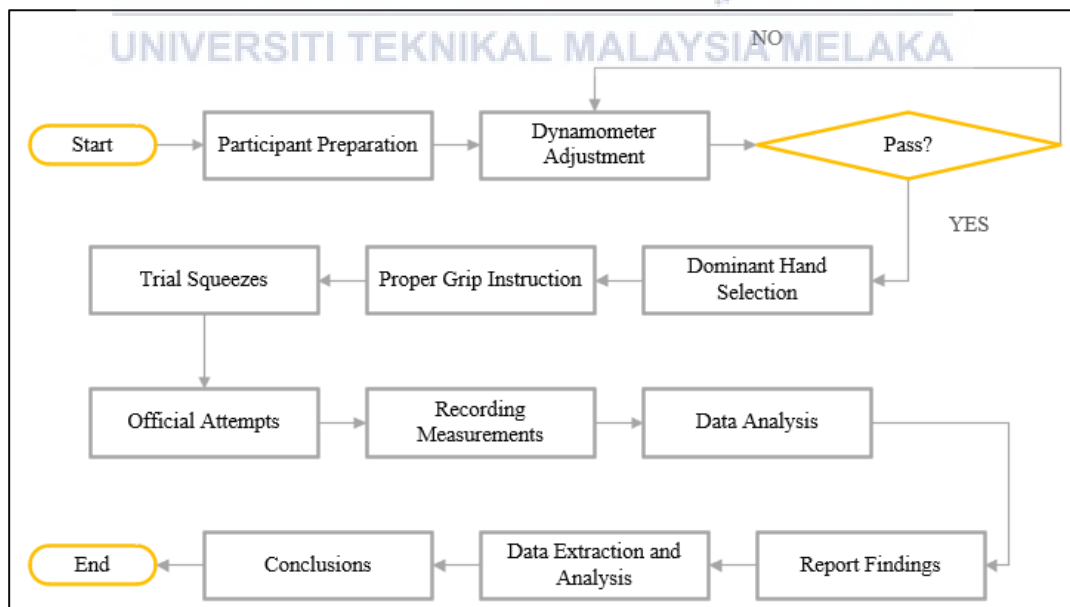 UNIVERSITI TEKNIKAL MALAYSIA MELAKA
NO
Start
Participant Preparation
Dynamometer
Adjustment
Pass?
YES
Trial Squeezes
Proper Grip Instruction
Dominant Hand
Selection
Official Attempts
Recording
Measurements
Data Analysis
End
Conclusions
Data Extraction and
Analysis
Report Findings